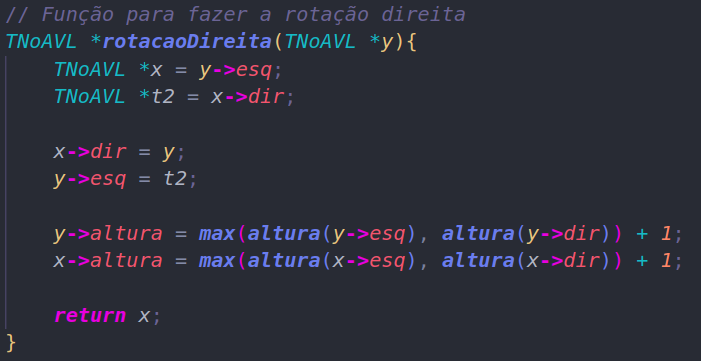 // Função para fazer a rotação direita
TNoAVL *rotacaoDireita(TNoAVL *y){
    TNoAVL *x = y->esq;
    TNoAVL *t2 = x->dir;

    x->dir = y;
    y->esq = t2;

    y->altura = max(altura(y->esq), altura(y->dir)) + 1;
    x->altura = max(altura(x->esq), altura(x->dir)) + 1;

    return x;
}